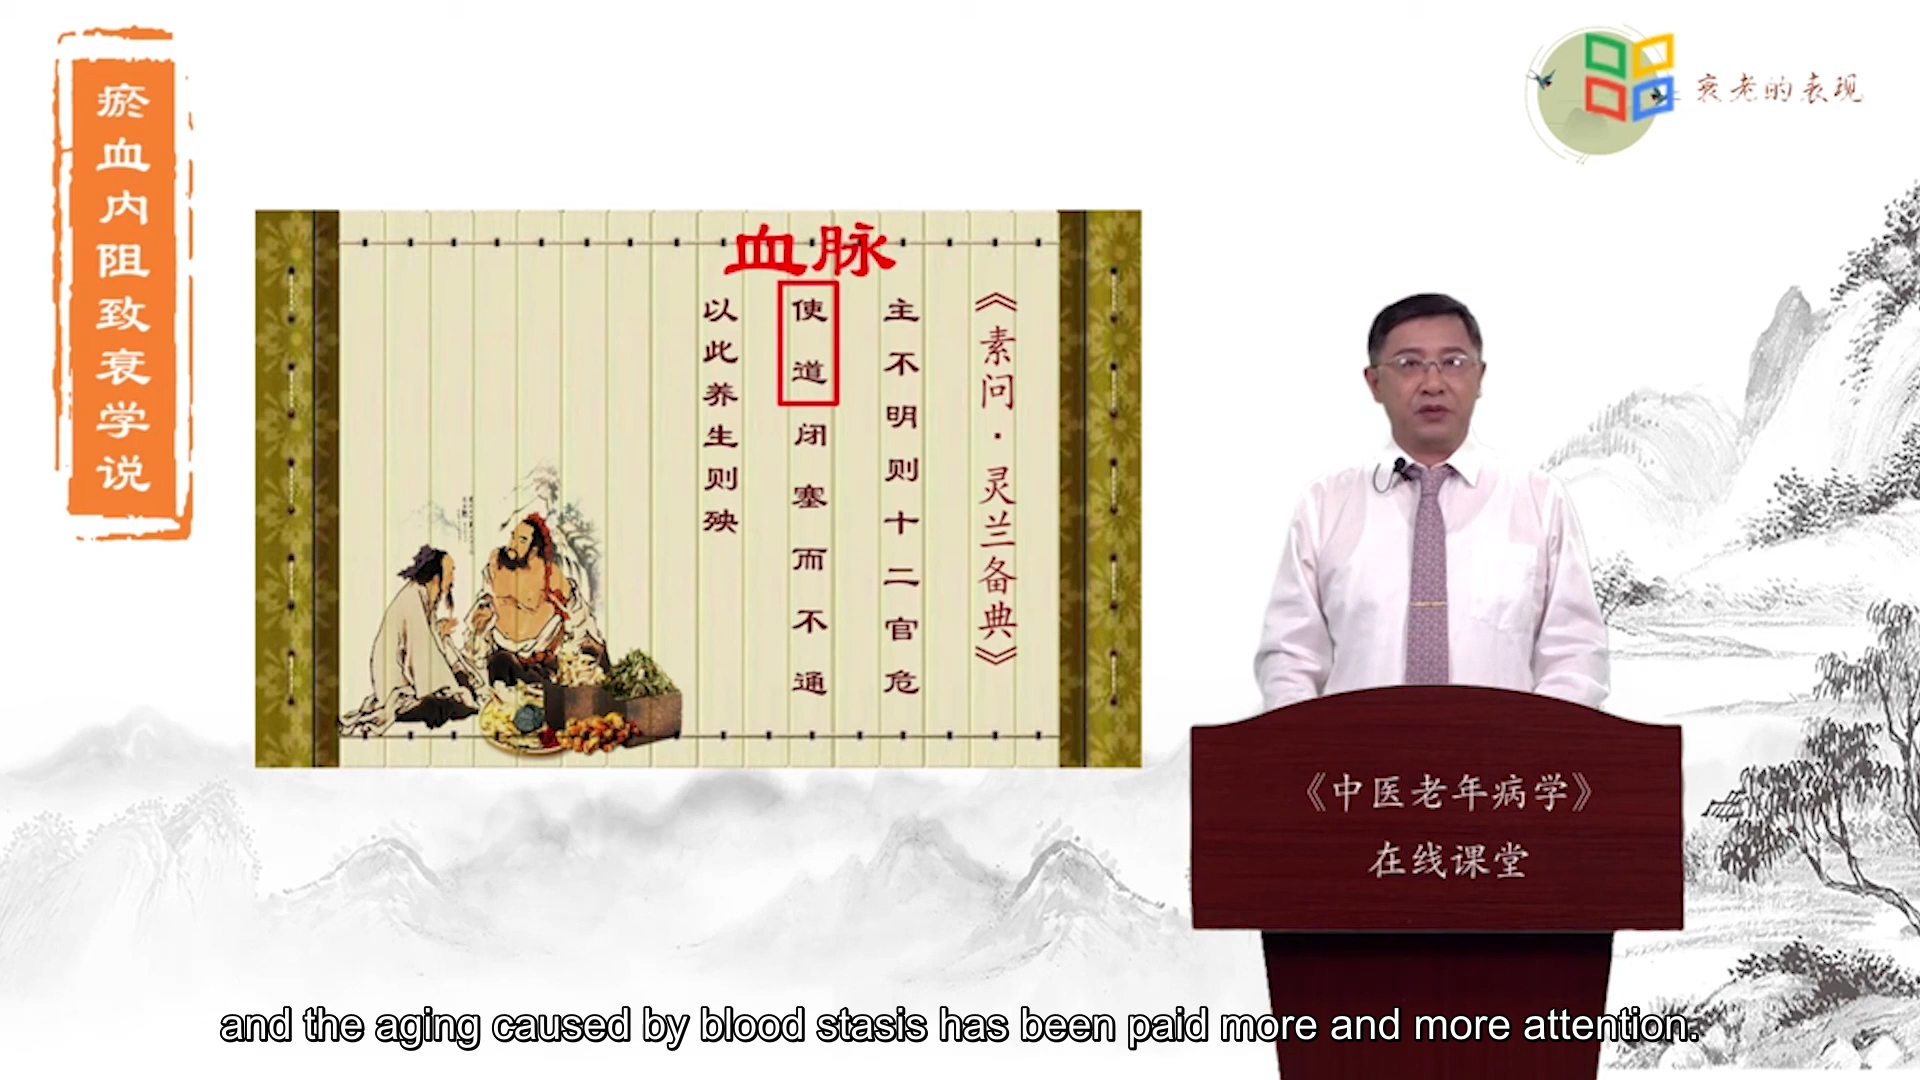 瘀血内阻致衰学说
衰老的表现
血脉
《素问·灵兰备典》
主不明则十二官危
使道闭塞而不通
以此养生则殃
《中医老年病学》
在线课堂
and the aging caused by blood stasis has been paid more and more attention.